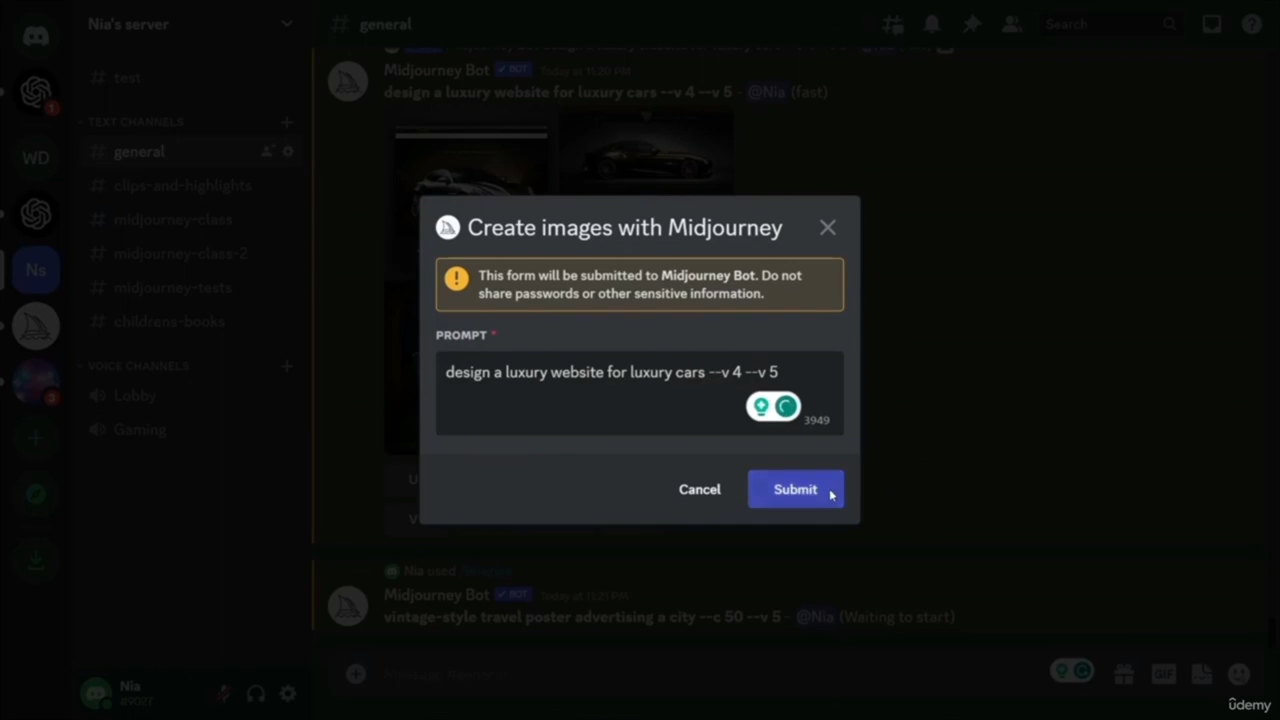 Nia's server
general
Search
test
Midjourney Bot ✓ BOT Today at 11:20 PM
design a luxury website for luxury cars --v 4 --v 5 - @Nia (fast)
TEXT CHANNELS
general
WD
clips-and-highlights
midjourney-class
midjourney-class-2
Ns
midjourney-tests
childrens-books
VOICE CHANNELS
Lobby
Gaming
Create images with Midjourney
This form will be submitted to Midjourney Bot. Do not
share passwords or other sensitive information.
PROMPT *
design a luxury website for luxury cars --v 4 --v 5
3949
Cancel
Submit
Nia used
Midjourney Bot ✓ BOT Today at 11:21 PM
vintage-style travel poster advertising a city --c 50 --v 5 - @Nia (Waiting to start)
Nia
#9027
GIF
ûdemy